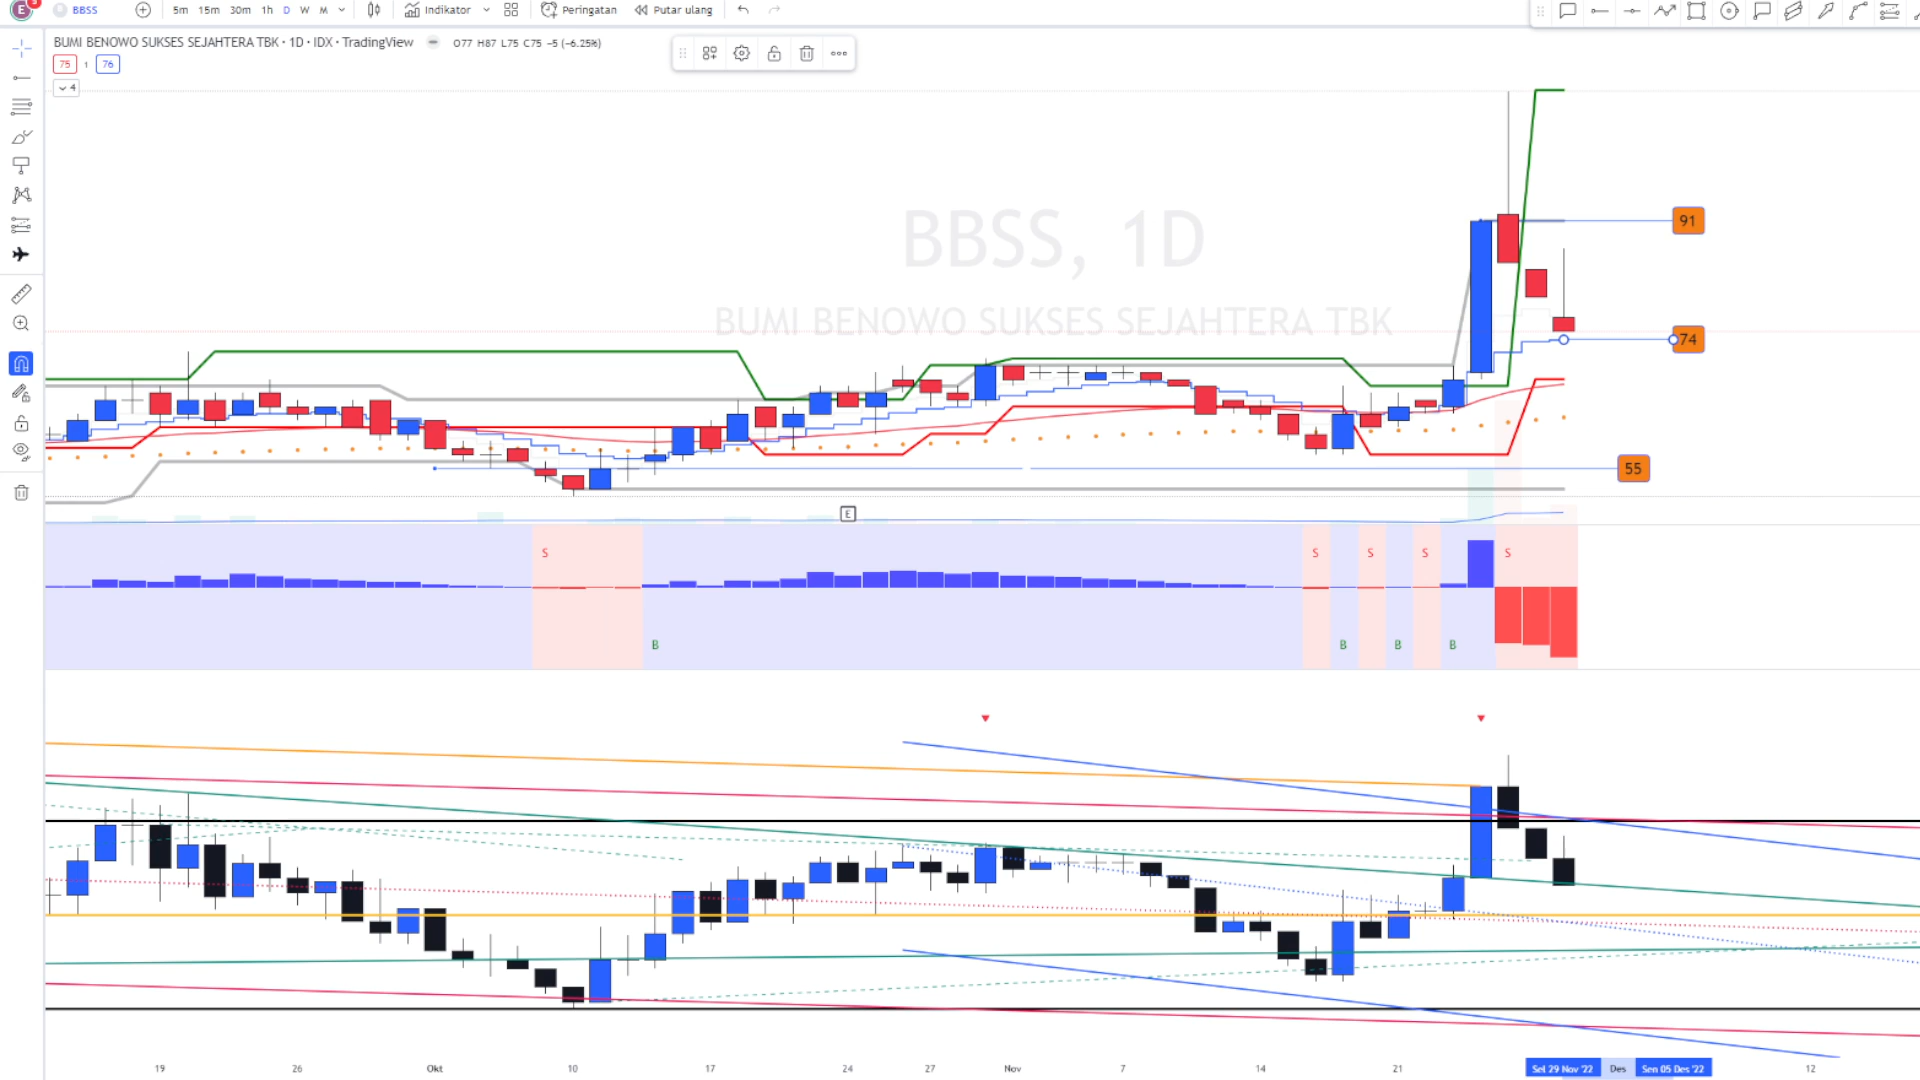 E 5 BBSS 5m 15m 30m 1h D W M Indikator Peringatan Putar ulang
BUMI BENOWO SUKSES SEJAHTERA TBK · 1D · IDX · TradingView O77 H87 L75 C75 −5 (−6.25%)
75 1 76
4
BBSS, 1D
BUMI BENOWO SUKSES SEJAHTERA TBK
91
74
55
E
S S S S S
B B B B
19 26 Okt 10 17 24 27 Nov 7 14 21 Sel 29 Nov '22 Des Sen 05 Des '22 12